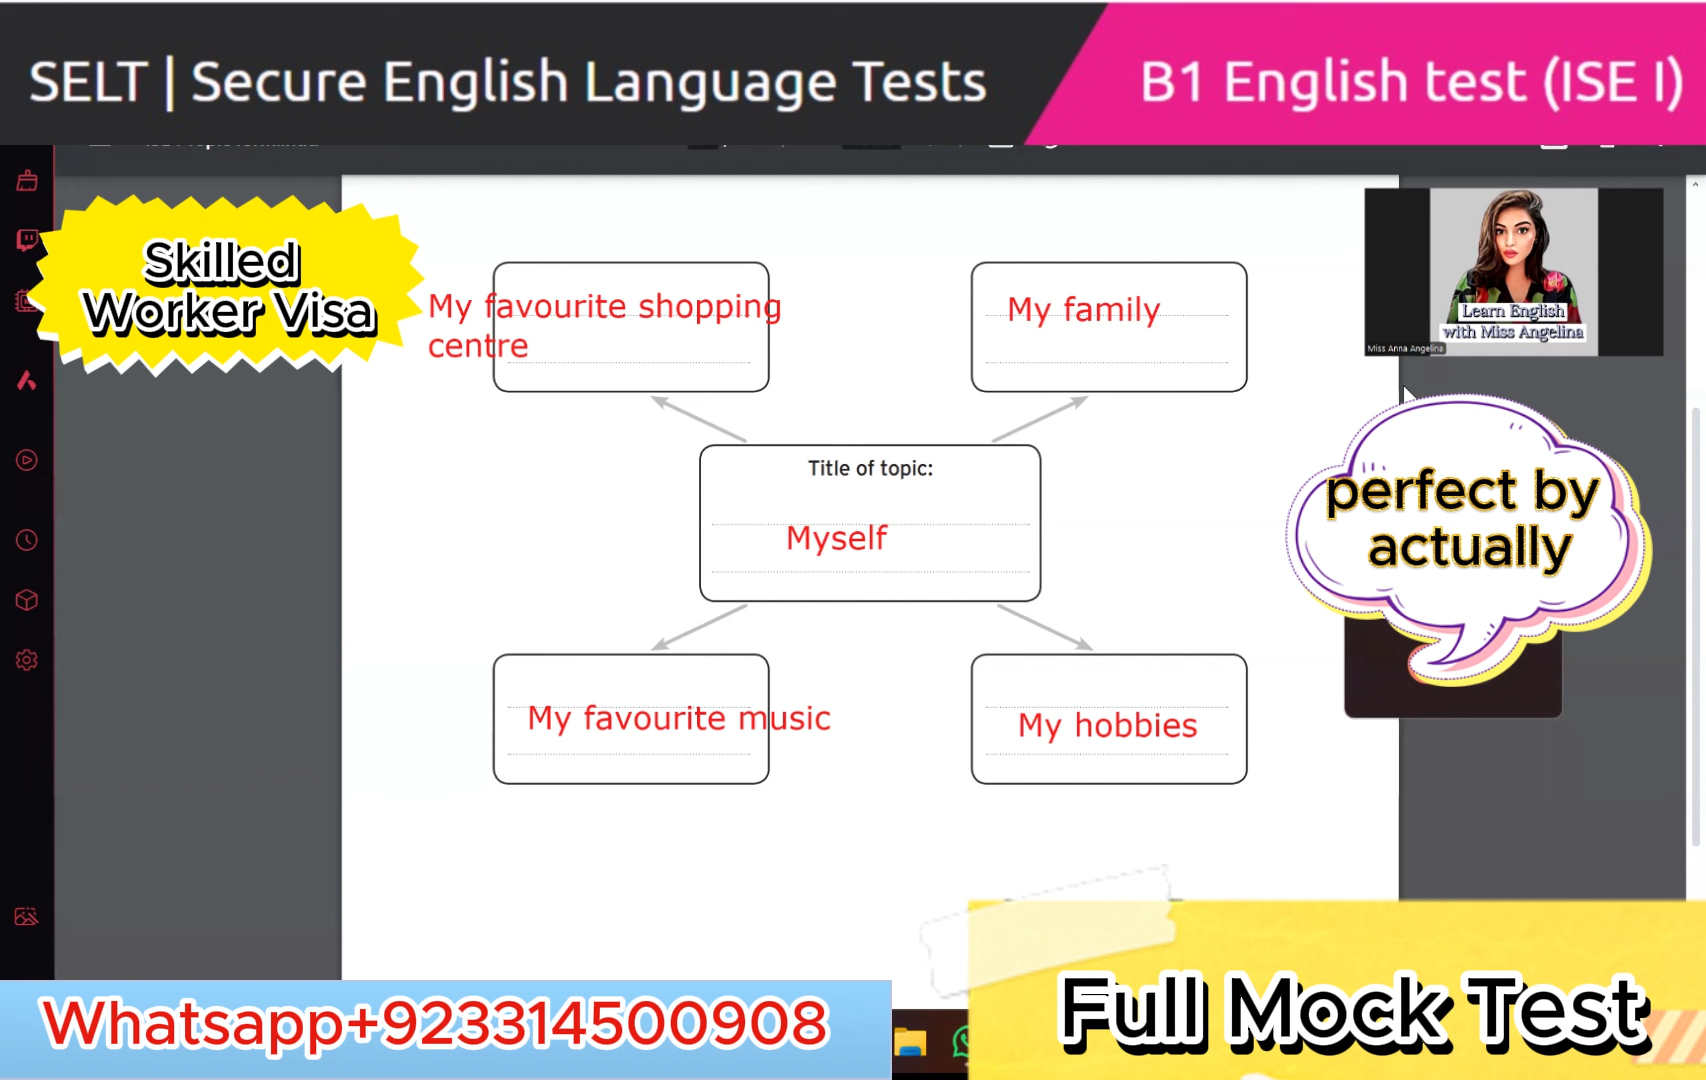 SELT | Secure English Language Tests
B1 English test (ISE I)
Skilled
Worker Visa
My favourite shopping
centre
My family
Learn English
with Miss Angelina
Miss Anna Angelina
Title of topic:
Myself
perfect by
actually
My favourite music
My hobbies
Whatsapp+923314500908
Full Mock Test